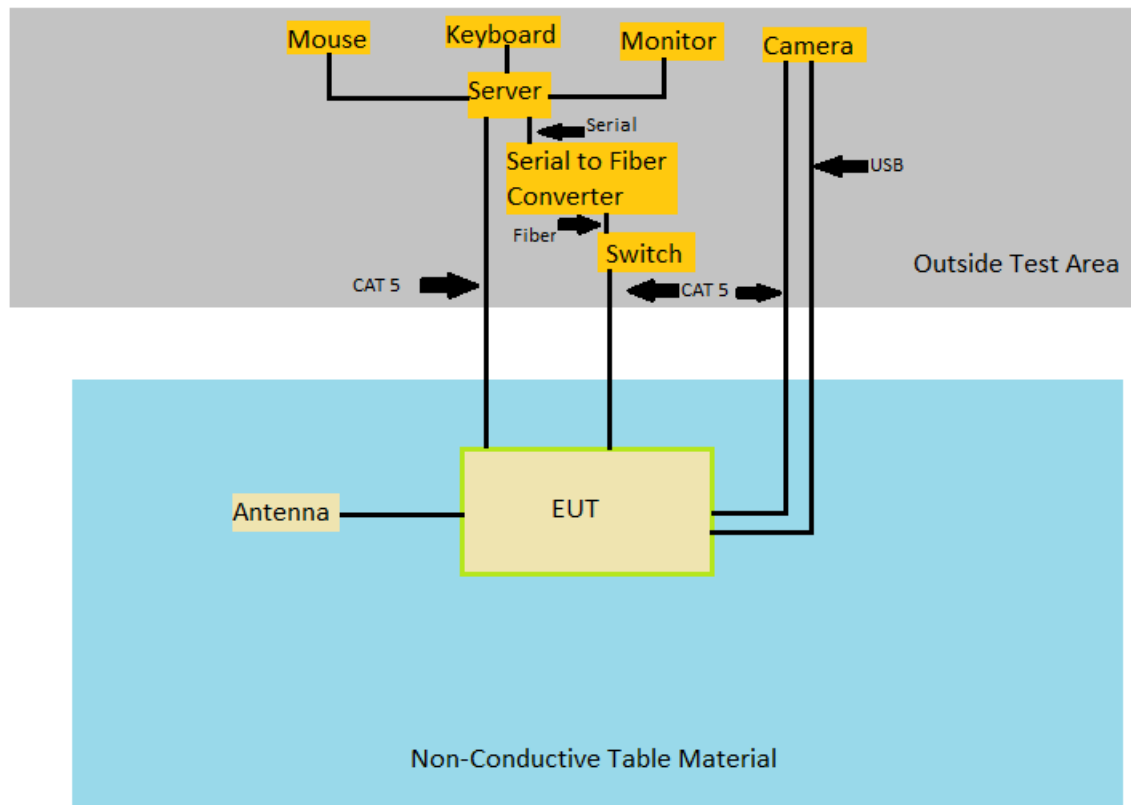 Mouse
Keyboard
Monitor
Camera
Server
Serial
Serial to Fiber
Converter
USB
Fiber
Switch
Outside Test Area
CAT 5
CAT 5
EUT
Antenna
Non-Conductive Table Material